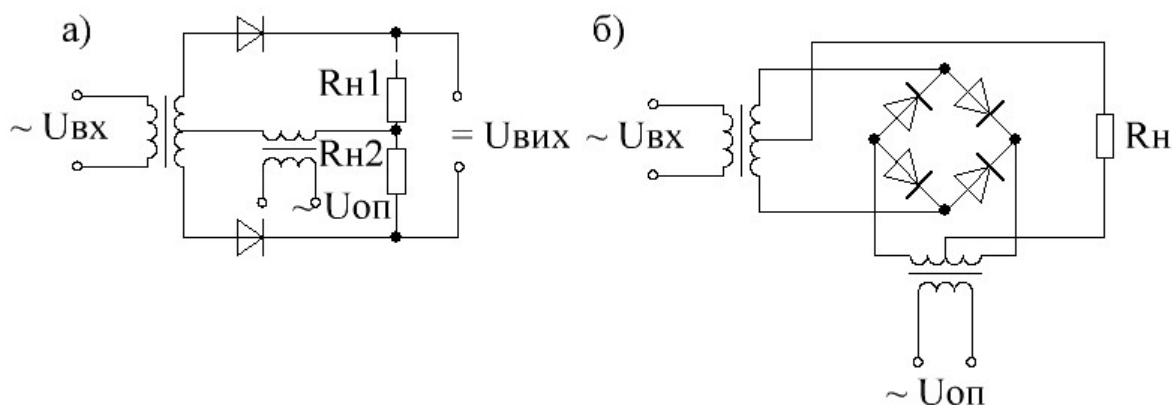 а)
~ Uвх
Rн1
Rн2
~ Uоп
= Uвих
б)
~ Uвх
Rн
~ Uоп